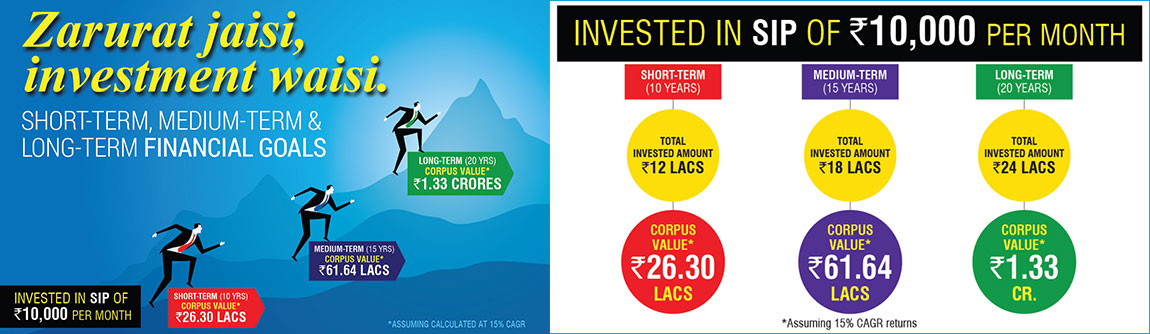 Zarurat jaisi,
investment waisi.
SHORT-TERM, MEDIUM-TERM &
LONG-TERM FINANCIAL GOALS
LONG-TERM (20 YRS)
CORPUS VALUE*
₹1.33 CRORES
MEDIUM-TERM (15 YRS)
CORPUS VALUE*
₹61.64 LACS
SHORT-TERM (10 YRS)
CORPUS VALUE*
₹26.30 LACS
INVESTED IN SIP OF
₹10,000 PER MONTH
*ASSUMING CALCULATED AT 15% CAGR
INVESTED IN SIP OF ₹10,000 PER MONTH
SHORT-TERM
(10 YEARS)
TOTAL
INVESTED AMOUNT
₹12 LACS
CORPUS
VALUE*
₹26.30
LACS
MEDIUM-TERM
(15 YEARS)
TOTAL
INVESTED AMOUNT
₹18 LACS
CORPUS
VALUE*
₹61.64
LACS
LONG-TERM
(20 YEARS)
TOTAL
INVESTED AMOUNT
₹24 LACS
CORPUS
VALUE*
₹1.33
CR.
*Assuming 15% CAGR returns